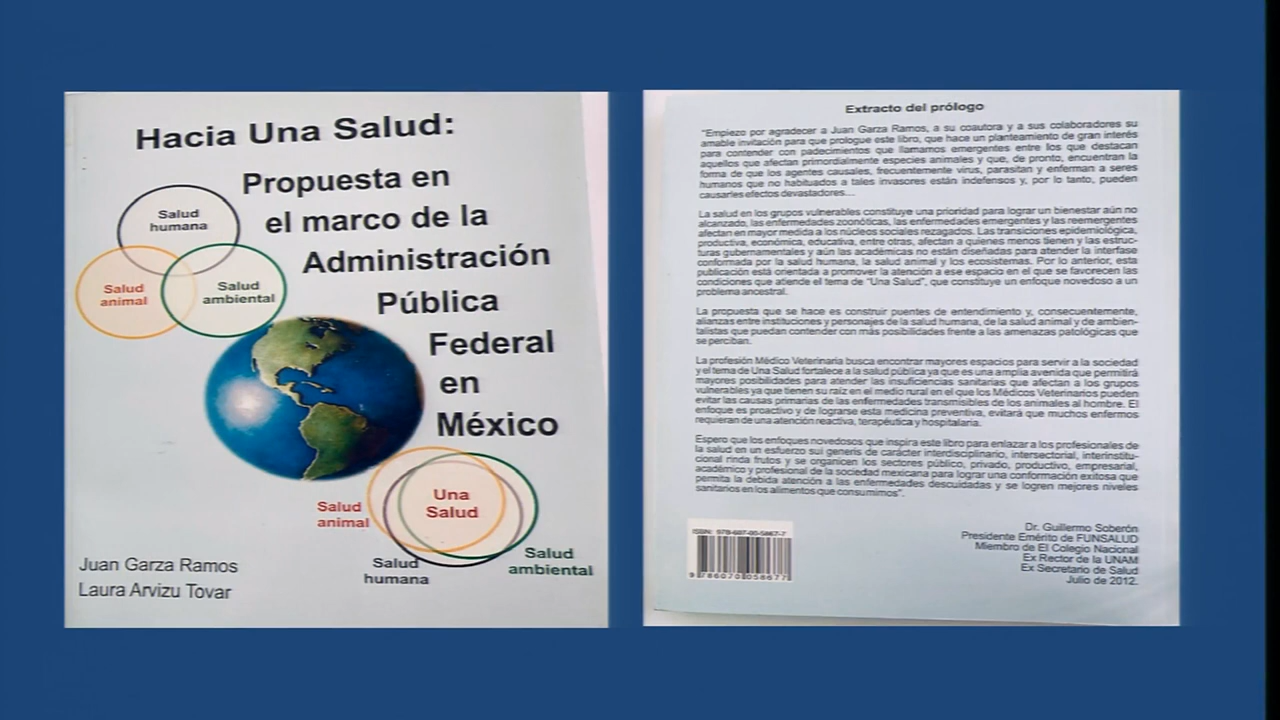 Hacia Una Salud:
Propuesta en
el marco de la
Administración
Pública
Federal
en
México
Salud
humana
Salud
animal
Salud
ambiental
Una
Salud
Salud
animal
Salud
humana
Salud
ambiental
Juan Garza Ramos
Laura Arvizu Tovar
Extracto del prólogo
"Empiezo por agradecer a Juan Garza Ramos, a su coautora y a sus colaboradores su
amable invitación para que prologue este libro, que hace un planteamiento de gran interés
para contender con padecimientos que llamamos emergentes entre los que destacan
aquellos que afectan primordialmente especies animales y que, de pronto, encuentran la
forma de que los agentes causales, frecuentemente virus, parasitan y enferman a seres
humanos que no habituados a tales invasores están indefensos y, por lo tanto, pueden
causarles efectos devastadores...
La salud en los grupos vulnerables constituye una prioridad para lograr un bienestar aún no
alcanzado, las enfermedades zoonóticas, las enfermedades emergentes y las reemergentes
afectan en mayor medida a los núcleos sociales rezagados. Las transiciones epidemiológica,
productiva, económica, educativa, entre otras, afectan a quienes menos tienen y las estruc-
turas gubernamentales y aún las académicas no están diseñadas para atender la interfase
conformada por la salud humana, la salud animal y los ecosistemas. Por lo anterior, esta
publicación está orientada a promover la atención a ese espacio en el que se favorecen las
condiciones que atiende el tema de "Una Salud", que constituye un enfoque novedoso a un
problema ancestral.
La propuesta que se hace es construir puentes de entendimiento y, consecuentemente,
alianzas entre instituciones y personajes de la salud humana, de la salud animal y de ambien-
talistas que puedan contender con más posibilidades frente a las amenazas patológicas que
se perciban.
La profesión Médico Veterinaria busca encontrar mayores espacios para servir a la sociedad
y el tema de Una Salud fortalece a la salud pública ya que es una amplia avenida que permitirá
mayores posibilidades para atender las insuficiencias sanitarias que afectan a los grupos
vulnerables ya que tienen su raíz en el medio rural en el que los Médicos Veterinarios pueden
evitar las causas primarias de las enfermedades transmisibles de los animales al hombre. El
enfoque es proactivo y de lograrse esta medicina preventiva, evitará que muchos enfermos
requieran de una atención reactiva, terapéutica y hospitalaria.
Espero que los enfoques novedosos que inspira este libro para enlazar a los profesionales de
la salud en un esfuerzo sui generis de carácter interdisciplinario, intersectorial, interinstitu-
cional rinda frutos y se organicen los sectores público, privado, productivo, empresarial,
académico y profesional de la sociedad mexicana para lograr una conformación exitosa que
permita la debida atención a las enfermedades descuidadas y se logren mejores niveles
sanitarios en los alimentos que consumimos".
ISBN: 978-607-00-5867-7
9 786070 058677
Dr. Guillermo Soberón
Presidente Emérito de FUNSALUD
Miembro de El Colegio Nacional
Ex Rector de la UNAM
Ex Secretario de Salud
Julio de 2012.